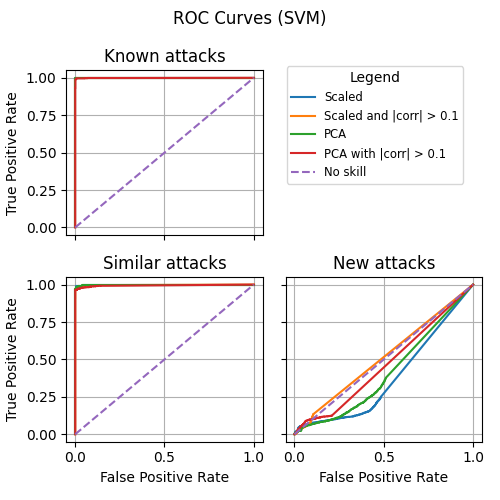 ROC Curves (SVM)
Known attacks
True Positive Rate
1.00
0.75
0.50
0.25
0.00
Legend
Scaled
Scaled and |corr| > 0.1
PCA
PCA with |corr| > 0.1
No skill
Similar attacks
True Positive Rate
1.00
0.75
0.50
0.25
0.00
0.0 0.5 1.0
False Positive Rate
New attacks
0.0 0.5 1.0
False Positive Rate